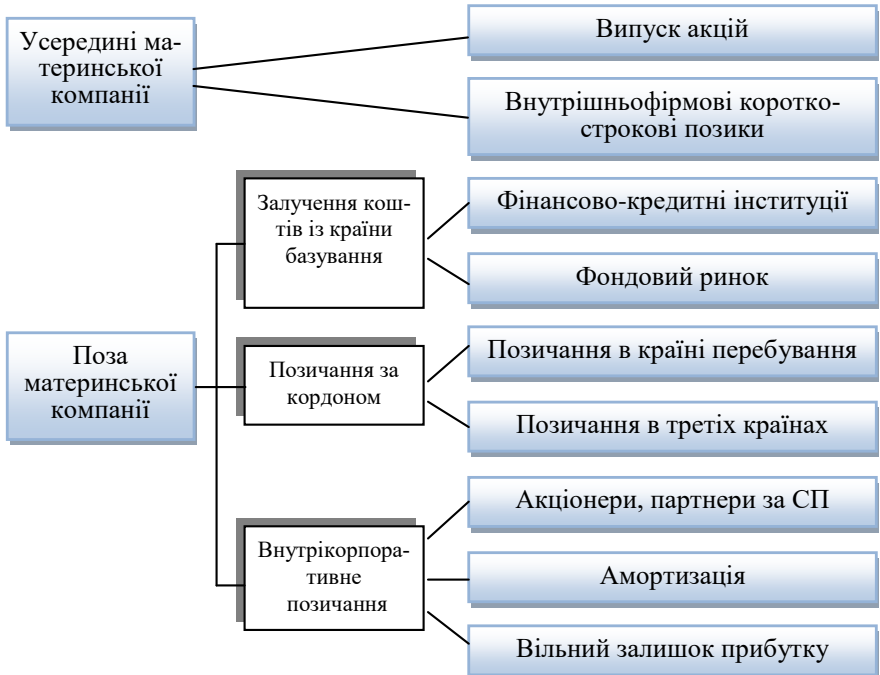 Усередині ма-
теринської
компанії
Випуск акцій
Внутрішньофірмові коротко-
строкові позики
Залучення кош-
тів із країни
базування
Фінансово-кредитні інституції
Фондовий ринок
Поза
материнської
компанії
Позичання за
кордоном
Позичання в країні перебування
Позичання в третіх країнах
Внутрікорпора-
тивне
позичання
Акціонери, партнери за СП
Амортизація
Вільний залишок прибутку